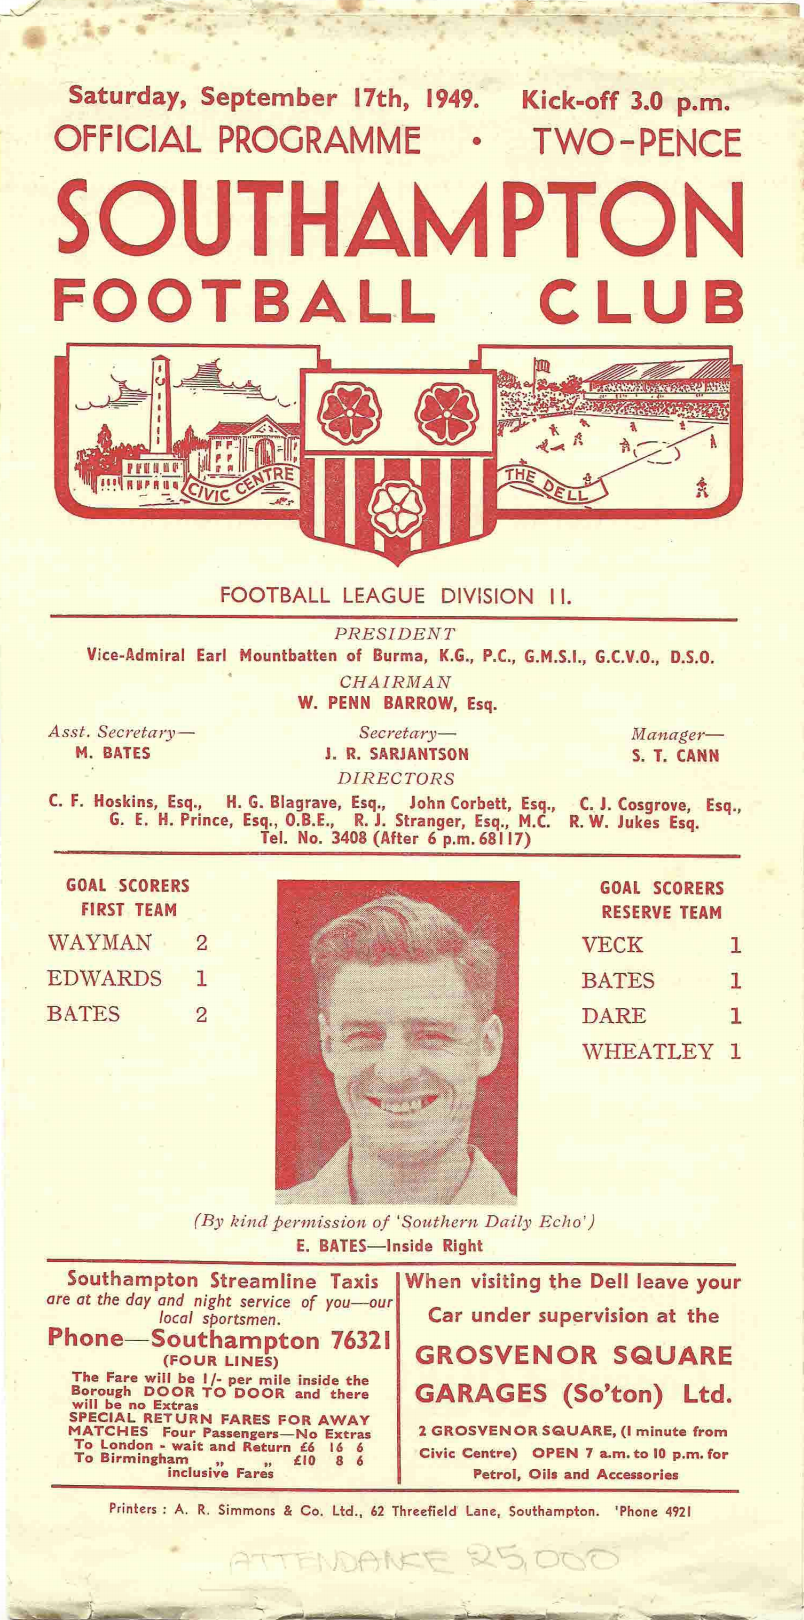 Saturday, September 17th, 1949. Kick-off 3.0 p.m.
OFFICIAL PROGRAMME • TWO-PENCE
SOUTHAMPTON
FOOTBALL CLUB
CIVIC CENTRE
THE DELL
FOOTBALL LEAGUE DIVISION II.
PRESIDENT
Vice-Admiral Earl Mountbatten of Burma, K.G., P.C., G.M.S.I., G.C.V.O., D.S.O.
CHAIRMAN
W. PENN BARROW, Esq.
Asst. Secretary— Secretary— Manager—
M. BATES J. R. SARJANTSON S. T. CANN
DIRECTORS
C. F. Hoskins, Esq., H. G. Blagrave, Esq., John Corbett, Esq., C. J. Cosgrove, Esq.,
G. E. H. Prince, Esq., O.B.E., R. J. Stranger, Esq., M.C. R. W. Jukes Esq.
Tel. No. 3408 (After 6 p.m. 68117)
GOAL SCORERS
FIRST TEAM
WAYMAN 2
EDWARDS 1
BATES 2
GOAL SCORERS
RESERVE TEAM
VECK 1
BATES 1
DARE 1
WHEATLEY 1
(By kind permission of 'Southern Daily Echo')
E. BATES—Inside Right
Southampton Streamline Taxis
are at the day and night service of you—our
local sportsmen.
Phone—Southampton 76321
(FOUR LINES)
The Fare will be 1/- per mile inside the
Borough DOOR TO DOOR and there
will be no Extras
SPECIAL RETURN FARES FOR AWAY
MATCHES Four Passengers—No Extras
To London - wait and Return £6 16 6
To Birmingham ,, ,, £10 8 6
inclusive Fares
When visiting the Dell leave your
Car under supervision at the
GROSVENOR SQUARE
GARAGES (So'ton) Ltd.
2 GROSVENOR SQUARE, (1 minute from
Civic Centre) OPEN 7 a.m. to 10 p.m. for
Petrol, Oils and Accessories
Printers : A. R. Simmons & Co. Ltd., 62 Threefield Lane, Southampton. 'Phone 4921
ATTENDANCE 25,000